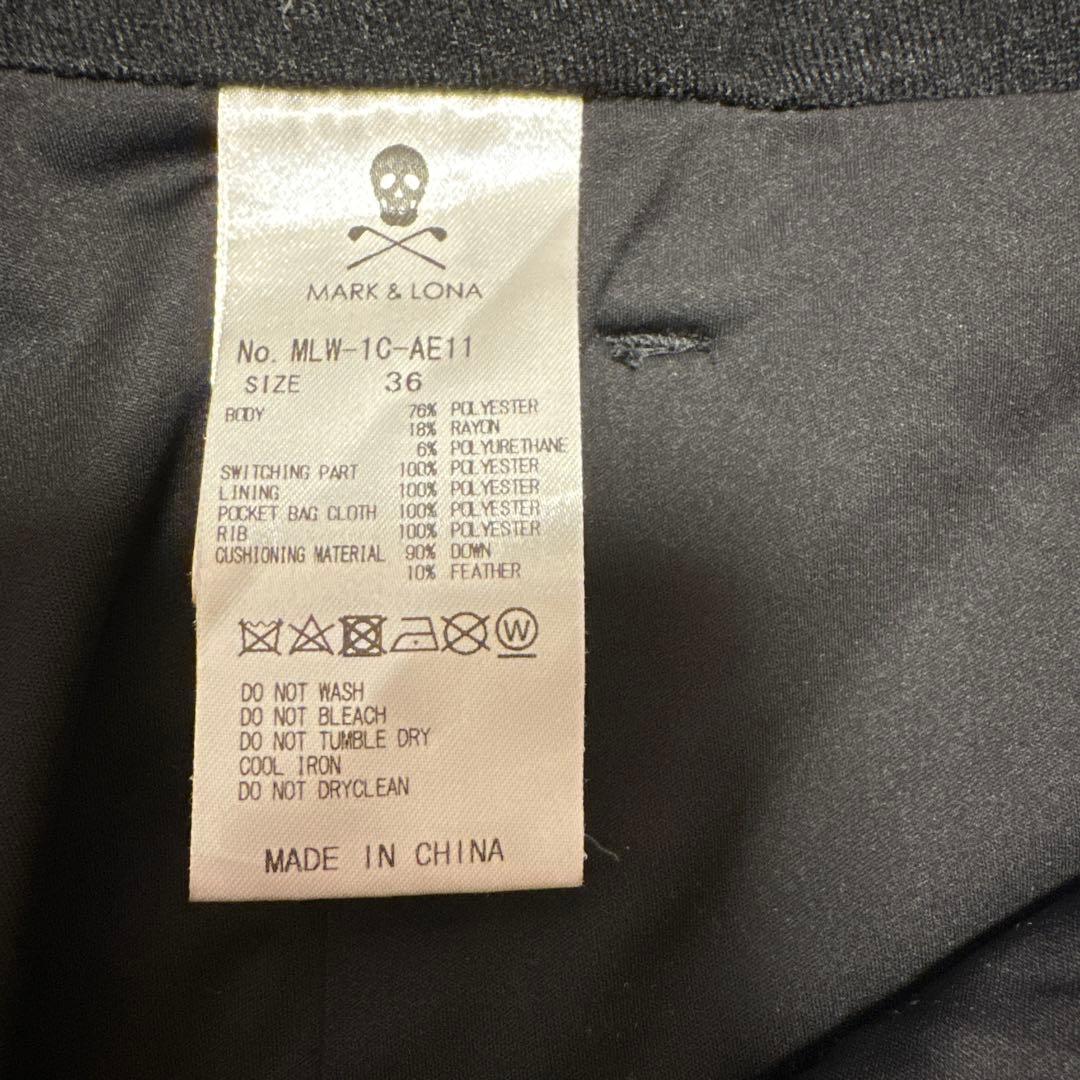 MARK & LONA
No. MLW-1C-AE11
SIZE 36
BODY 76% POLYESTER
18% RAYON
6% POLYURETHANE
SWITCHING PART 100% POLYESTER
LINING 100% POLYESTER
POCKET BAG CLOTH 100% POLYESTER
RIB 100% POLYESTER
CUSHIONING MATERIAL 90% DOWN
10% FEATHER
W
DO NOT WASH
DO NOT BLEACH
DO NOT TUMBLE DRY
COOL IRON
DO NOT DRYCLEAN
MADE IN CHINA